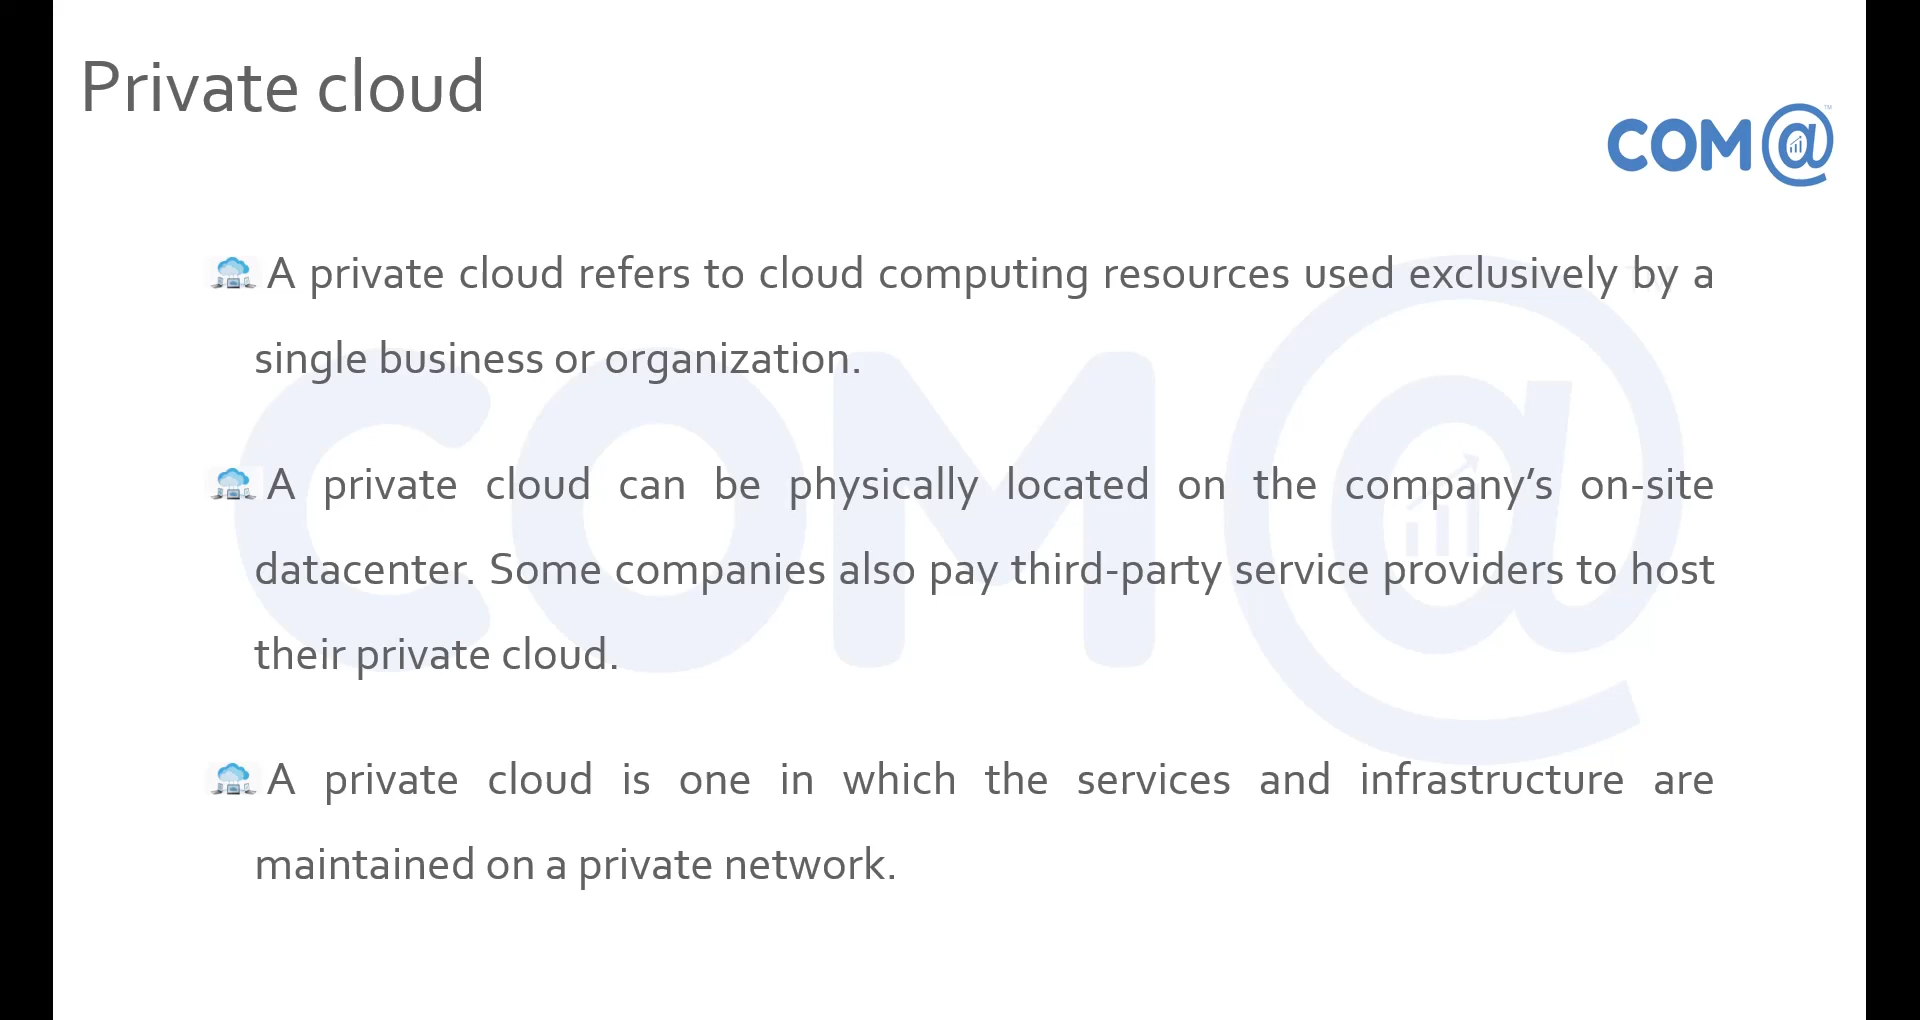 Private cloud
COM@™
A private cloud refers to cloud computing resources used exclusively by a
single business or organization.
A private cloud can be physically located on the company’s on-site
datacenter. Some companies also pay third-party service providers to host
their private cloud.
A private cloud is one in which the services and infrastructure are
maintained on a private network.
COM@